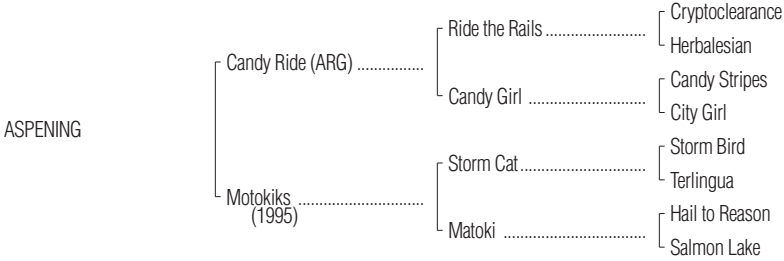 Cryptoclearance
Ride the Rails ........................
Herbalesian
Candy Ride (ARG) ................
Candy Stripes
Candy Girl ............................
City Girl
ASPENING
Storm Bird
Storm Cat..............................
Terlingua
Motokiks ..............................
(1995)
Hail to Reason
Matoki ..................................
Salmon Lake